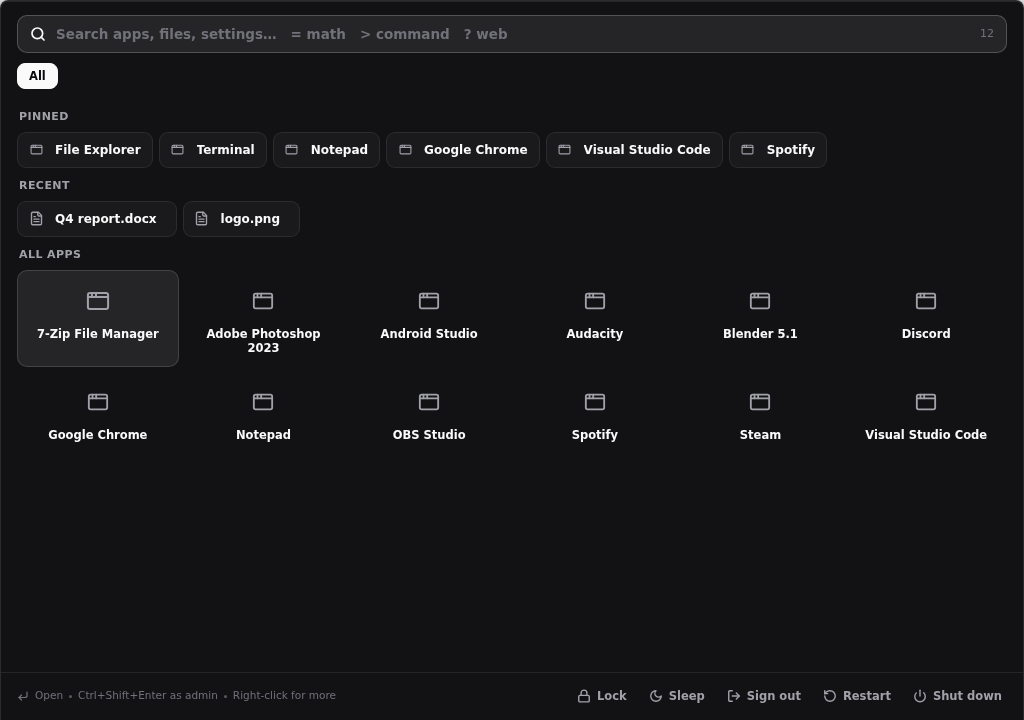 Search apps, files, settings… = math > command ? web 12
All
PINNED
File Explorer Terminal Notepad Google Chrome Visual Studio Code Spotify
RECENT
Q4 report.docx logo.png
ALL APPS
7-Zip File Manager Adobe Photoshop 2023 Android Studio Audacity Blender 5.1 Discord
Google Chrome Notepad OBS Studio Spotify Steam Visual Studio Code
Open • Ctrl+Shift+Enter as admin • Right-click for more Lock Sleep Sign out Restart Shut down